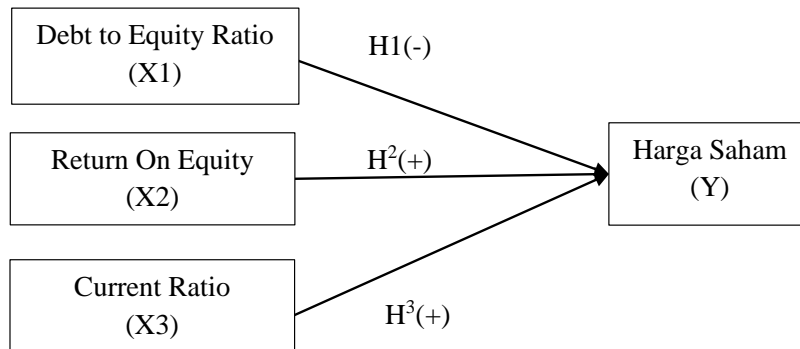 Debt to Equity Ratio
(X1)
H1(-)
Return On Equity
(X2)
H²(+)
Harga Saham
(Y)
Current Ratio
(X3)
H³(+)